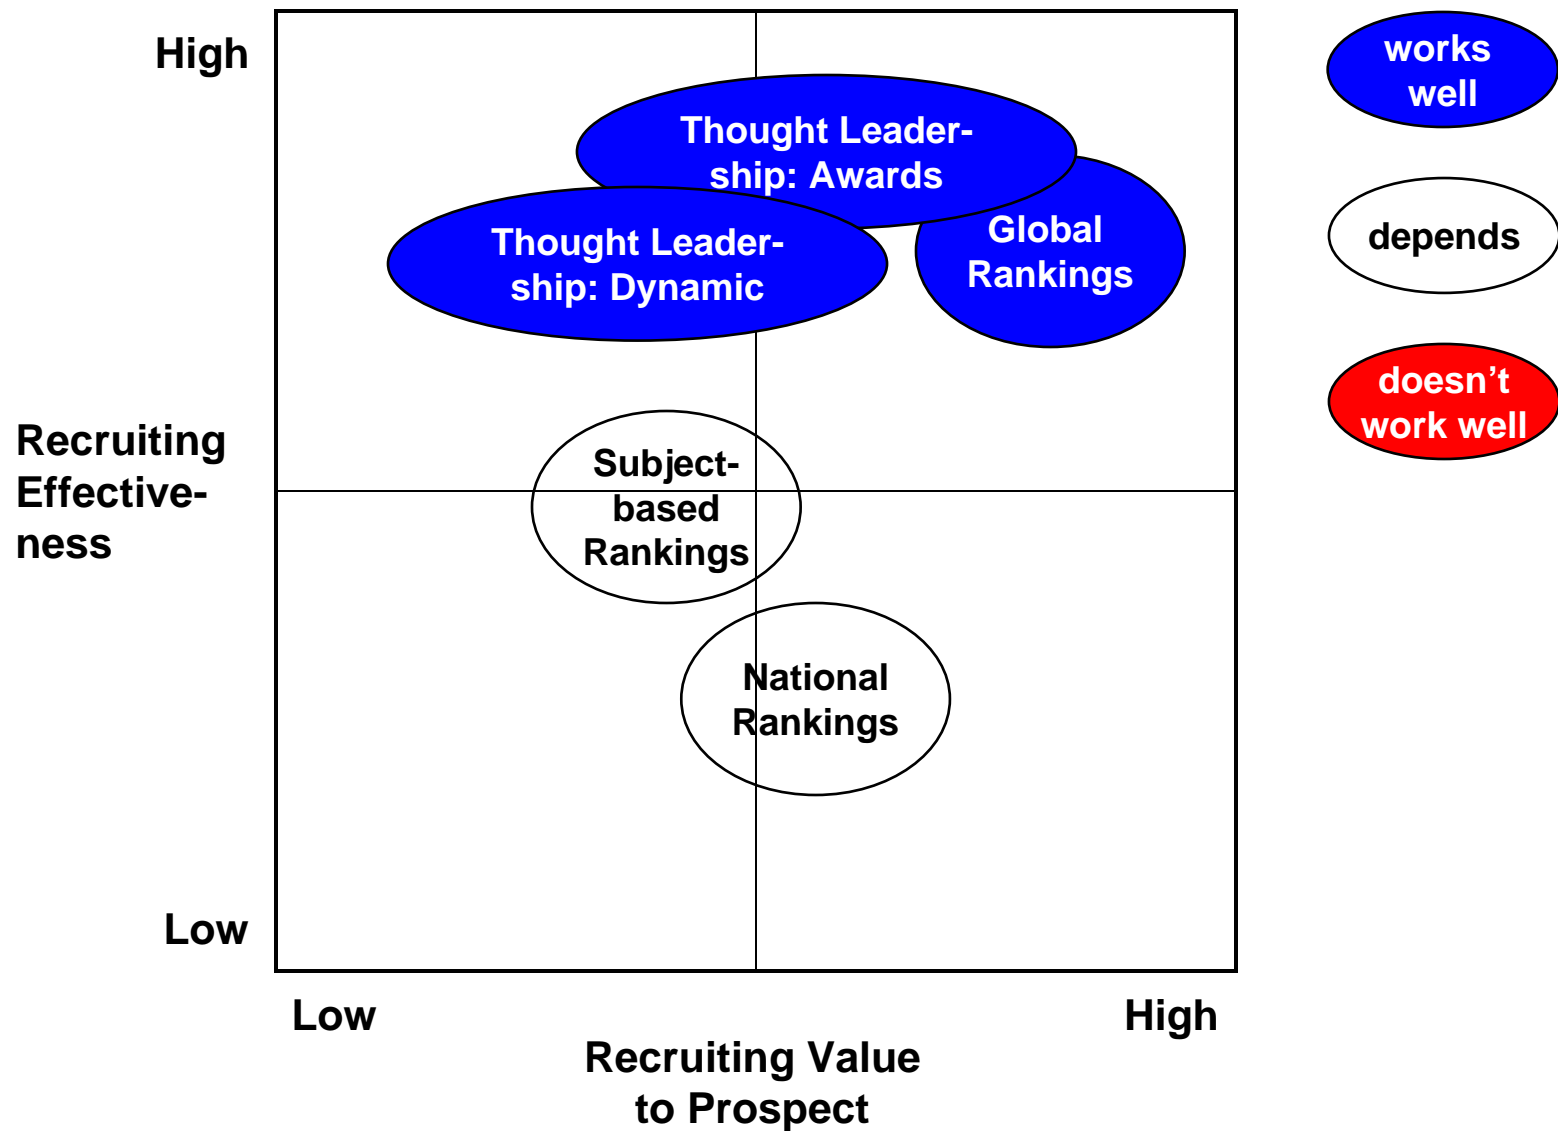 High
works
well
Thought Leader-
ship: Awards
depends
Thought Leader-
ship: Dynamic
Global
Rankings
doesn't
work well
Recruiting
Effective-
ness
Subject-
based
Rankings
National
Rankings
Low
Low
High
Recruiting Value
to Prospect